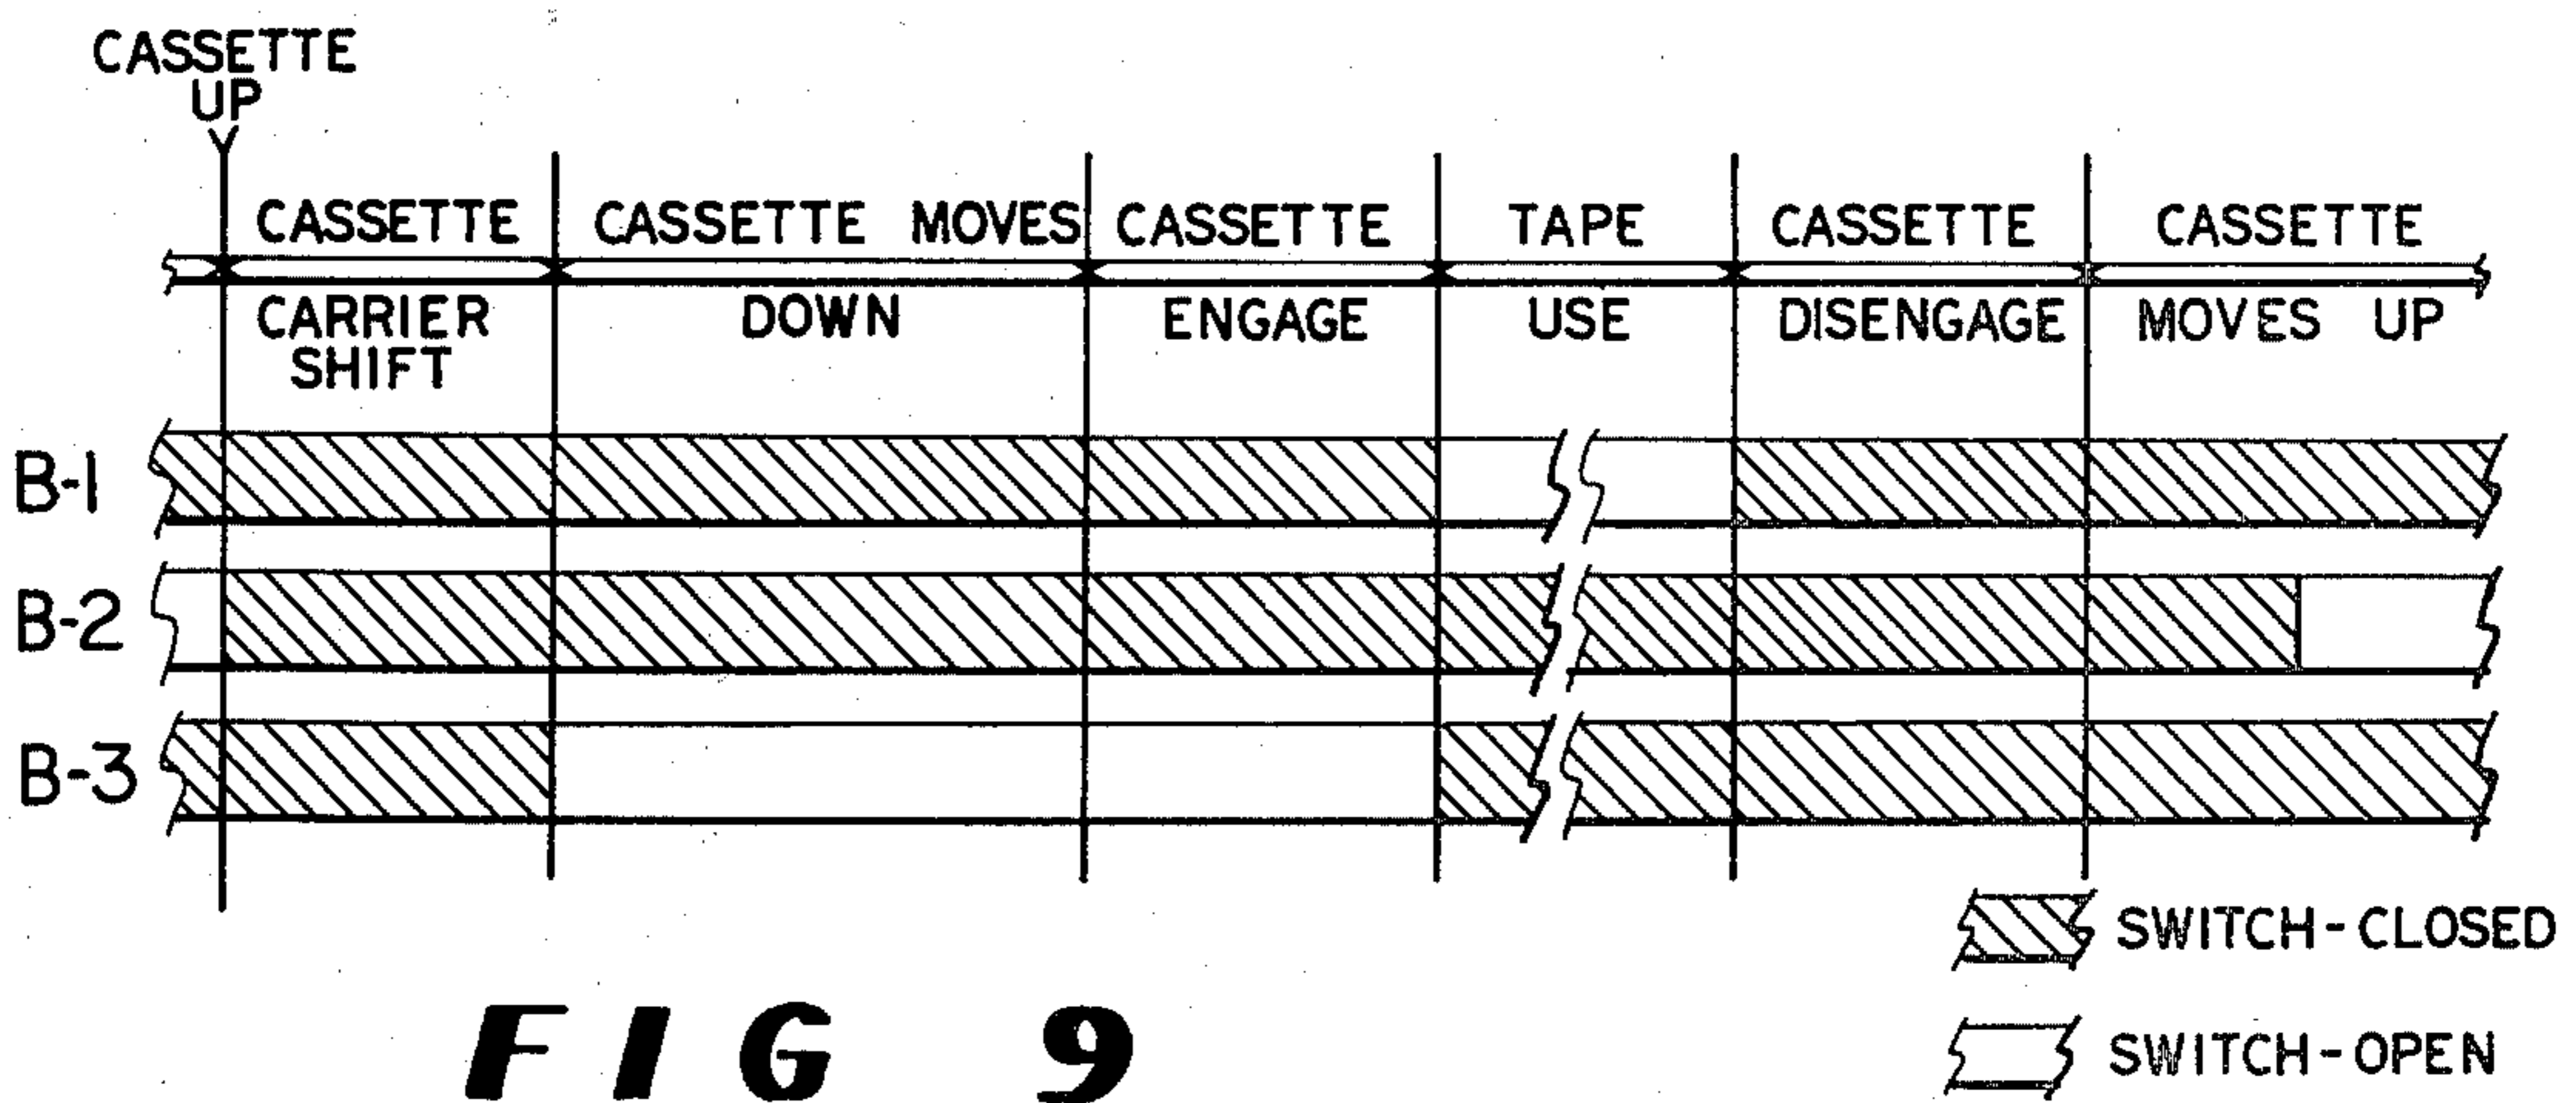 CASSETTE
UP
CASSETTE CASSETTE MOVES CASSETTE TAPE CASSETTE CASSETTE
CARRIER DOWN ENGAGE USE DISENGAGE MOVES UP
SHIFT
B-1
B-2
B-3
SWITCH-CLOSED
SWITCH-OPEN
FIG 9